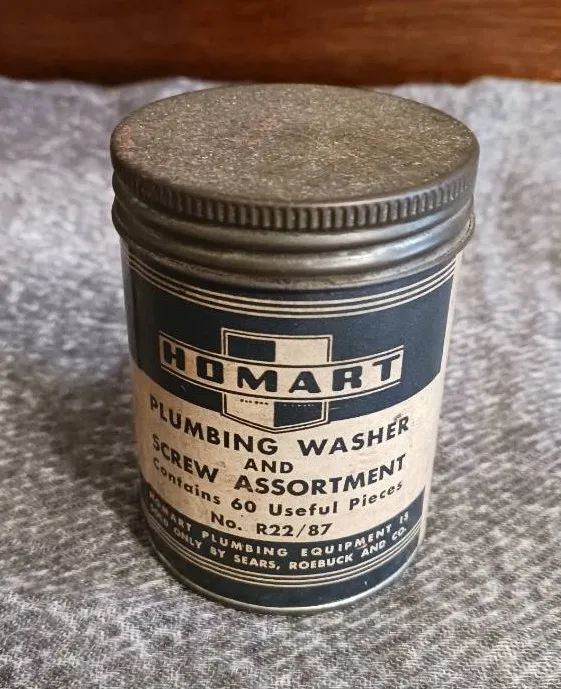 HOMART
PLUMBING WASHER
AND
SCREW ASSORTMENT
Contains 60 Useful Pieces
No. R22/87
HOMART PLUMBING EQUIPMENT IS
SOLD ONLY BY SEARS, ROEBUCK AND CO.